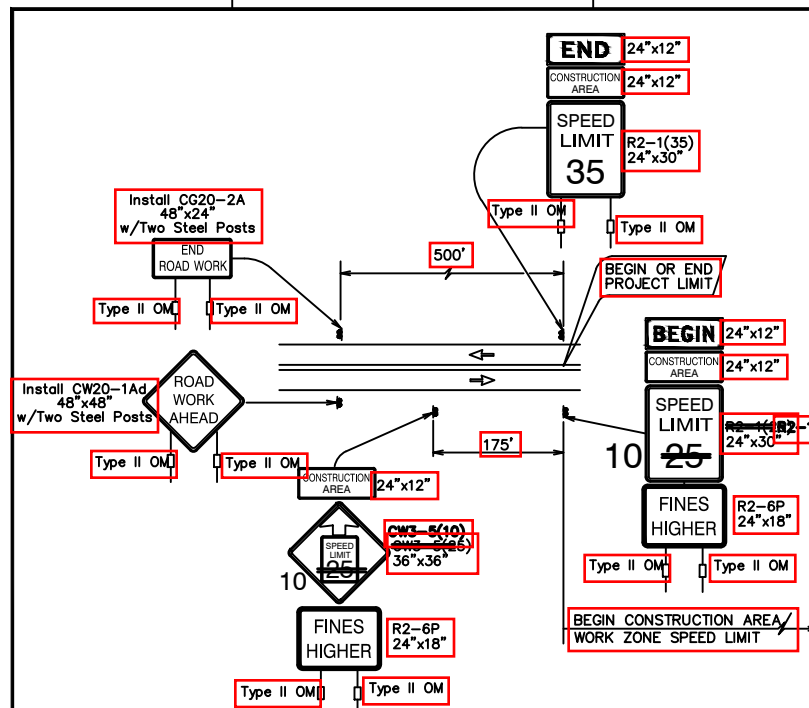 END
24"x12"
CONSTRUCTION
AREA
24"x12"
SPEED
LIMIT
35
R2-1(35)
24"x30"
Type II OM
Type II OM
Install CG20-2A
48"x24"
w/Two Steel Posts
END
ROAD WORK
Type II OM
Type II OM
500'
BEGIN OR END
PROJECT LIMIT
BEGIN
24"x12"
CONSTRUCTION
AREA
24"x12"
Install CW20-1Ad
48"x48"
w/Two Steel Posts
ROAD
WORK
AHEAD
Type II OM
Type II OM
SPEED
LIMIT
10 25
24"x30"
175'
CONSTRUCTION
AREA
24"x12"
FINES
HIGHER
R2-6P
24"x18"
Type II OM
Type II OM
CW3-5(10)
CW3-5(25)
36"x36"
SPEED
LIMIT
25
10
FINES
HIGHER
R2-6P
24"x18"
Type II OM
Type II OM
BEGIN CONSTRUCTION AREA/
WORK ZONE SPEED LIMIT